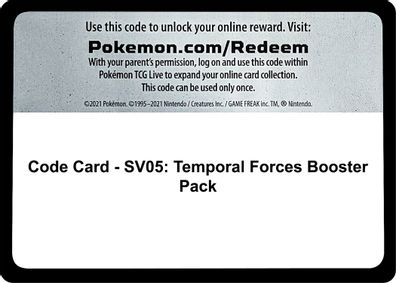 Use this code to unlock your online reward. Visit:
Pokemon.com/Redeem
With your parent's permission, log on and use this code within
Pokémon TCG Live to expand your online card collection.
This code can be used only once.
©2021 Pokémon. ©1995–2021 Nintendo / Creatures Inc. / GAME FREAK inc. TM, ® Nintendo.
Code Card - SV05: Temporal Forces Booster
Pack